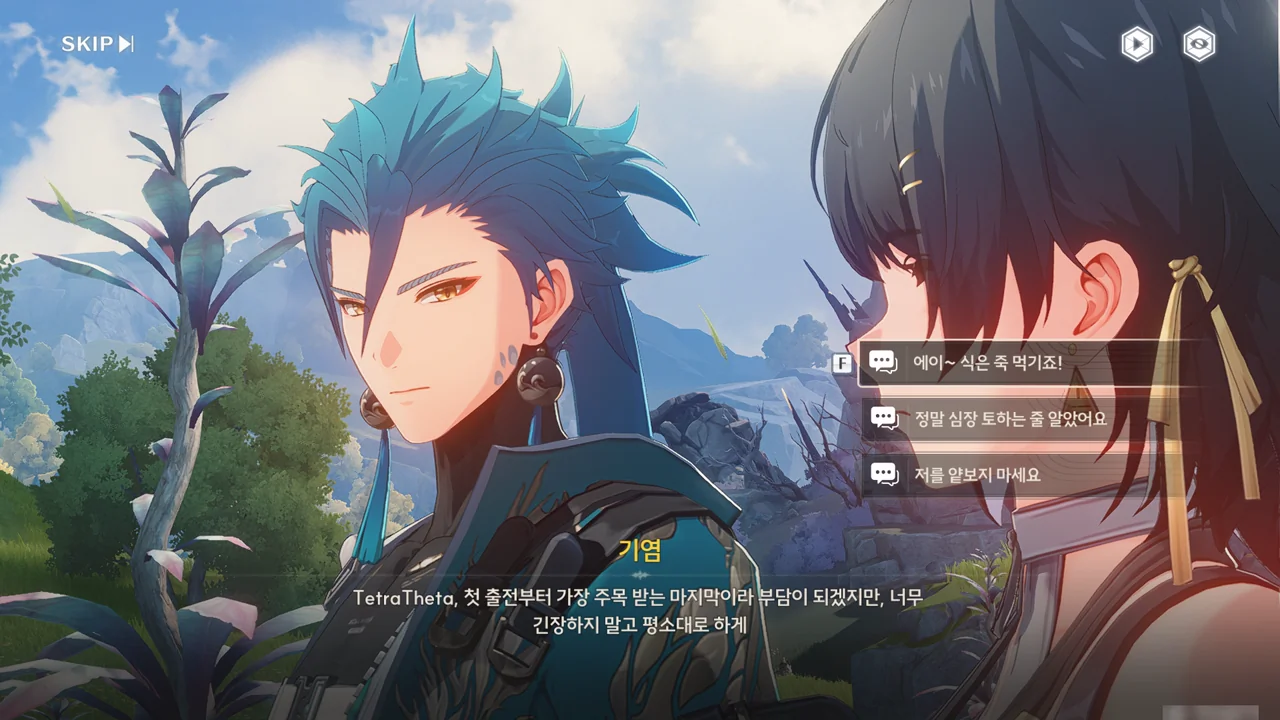 SKIP
F
에이~ 식은 죽 먹기죠!
정말 심장 토하는 줄 알았어요
저를 얕보지 마세요
기염
TetraTheta, 첫 출전부터 가장 주목 받는 마지막이라 부담이 되겠지만, 너무
긴장하지 말고 평소대로 하게